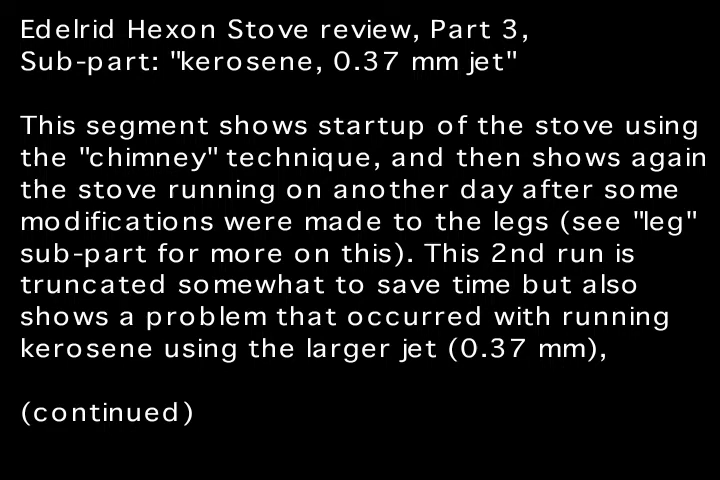 Edelrid Hexon Stove review, Part 3,
Sub-part: "kerosene, 0.37 mm jet"
This segment shows startup of the stove using
the "chimney" technique, and then shows again
the stove running on another day after some
modifications were made to the legs (see "leg"
sub-part for more on this). This 2nd run is
truncated somewhat to save time but also
shows a problem that occurred with running
kerosene using the larger jet (0.37 mm),
(continued)